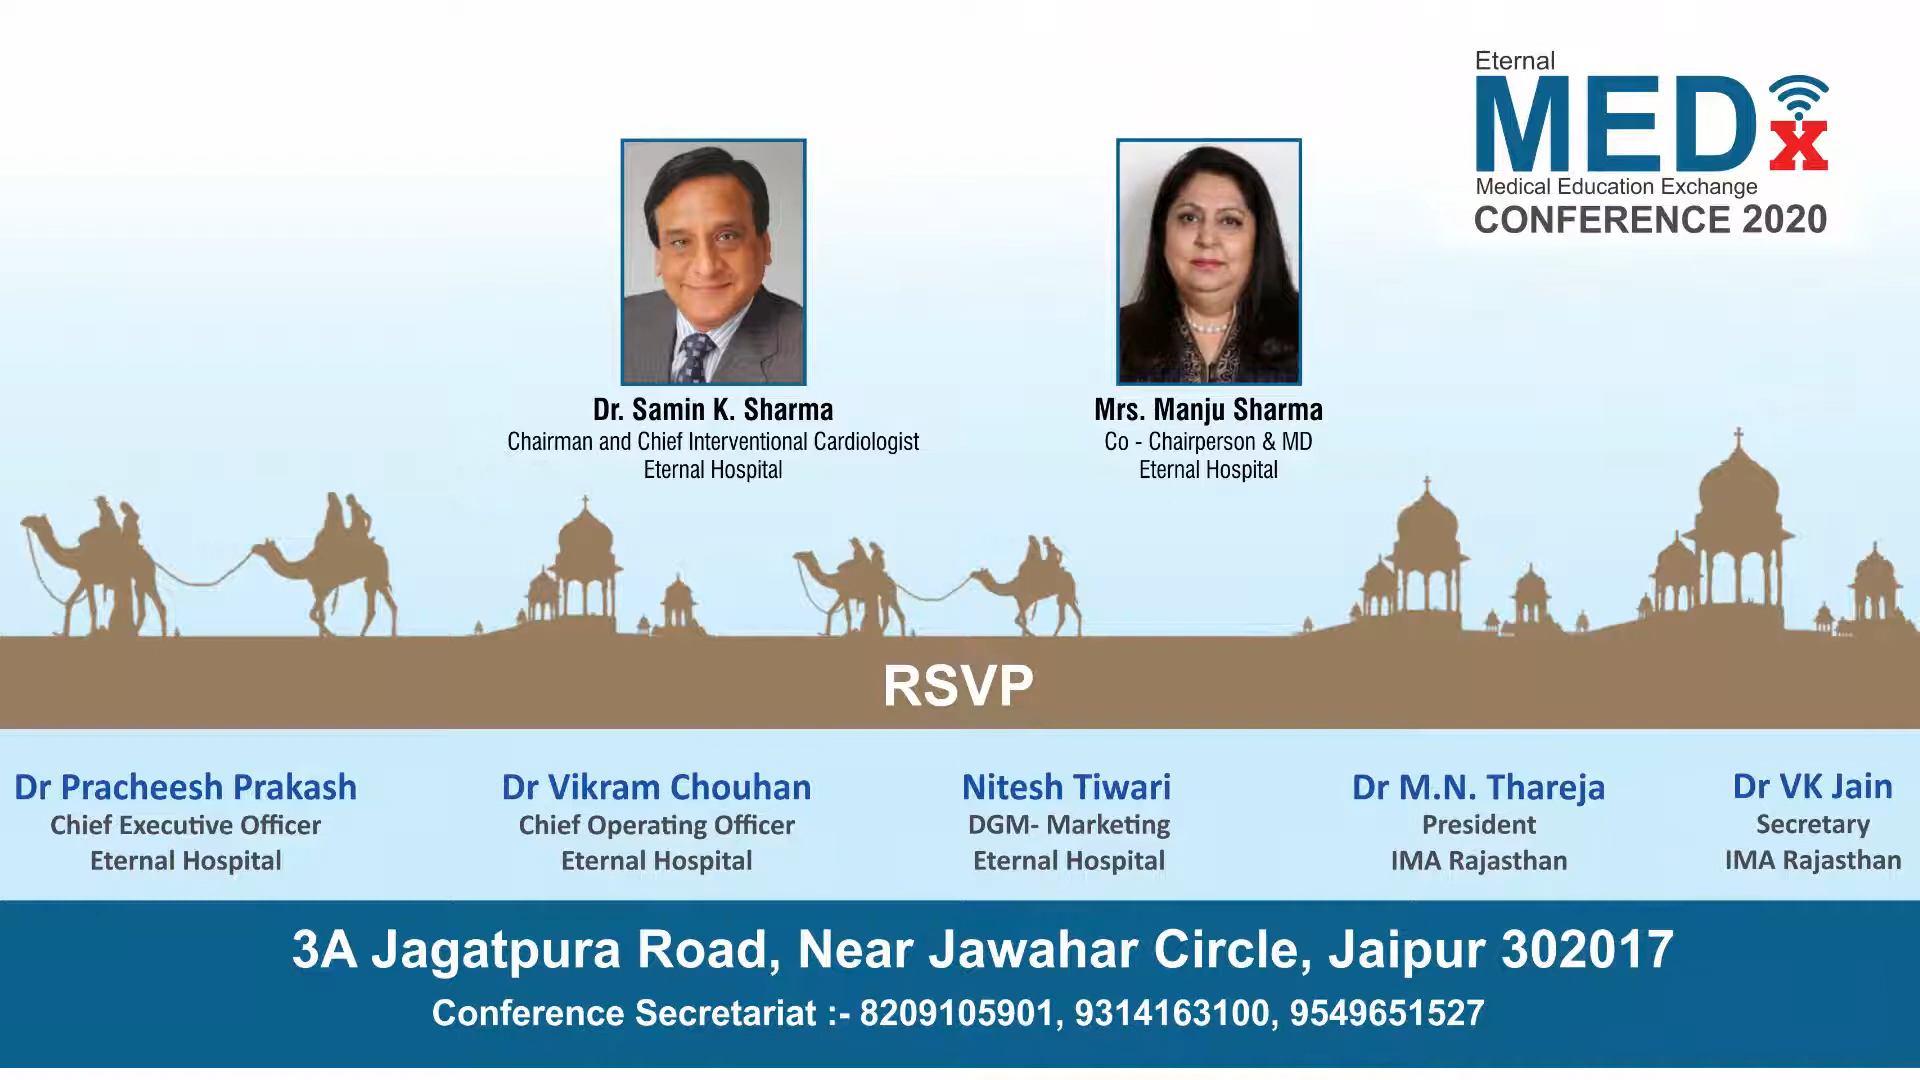 Eternal
MEDx
Medical Education Exchange
CONFERENCE 2020
Dr. Samin K. Sharma
Chairman and Chief Interventional Cardiologist
Eternal Hospital
Mrs. Manju Sharma
Co - Chairperson & MD
Eternal Hospital
RSVP
Dr Pracheesh Prakash
Chief Executive Officer
Eternal Hospital
Dr Vikram Chouhan
Chief Operating Officer
Eternal Hospital
Nitesh Tiwari
DGM- Marketing
Eternal Hospital
Dr M.N. Thareja
President
IMA Rajasthan
Dr VK Jain
Secretary
IMA Rajasthan
3A Jagatpura Road, Near Jawahar Circle, Jaipur 302017
Conference Secretariat :- 8209105901, 9314163100, 9549651527